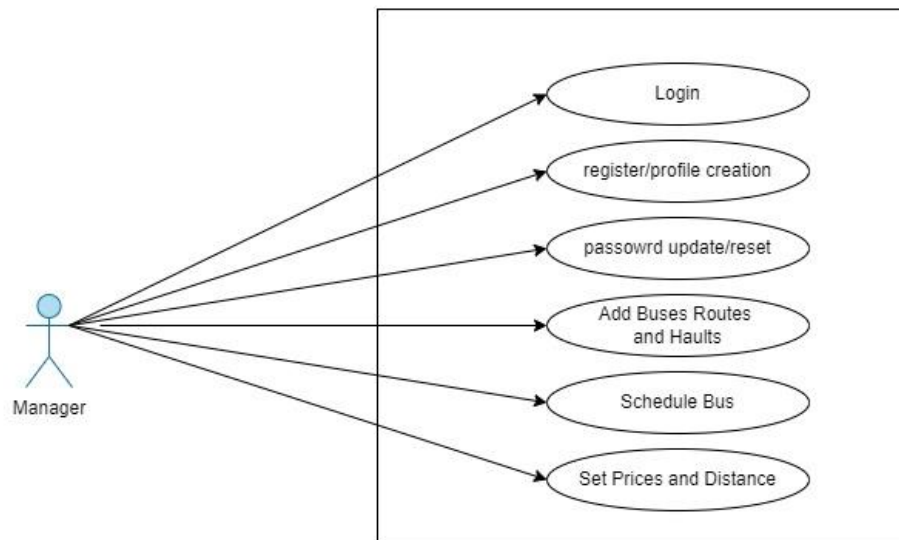 Login
register/profile creation
passowrd update/reset
Add Buses Routes
and Haults
Manager
Schedule Bus
Set Prices and Distance